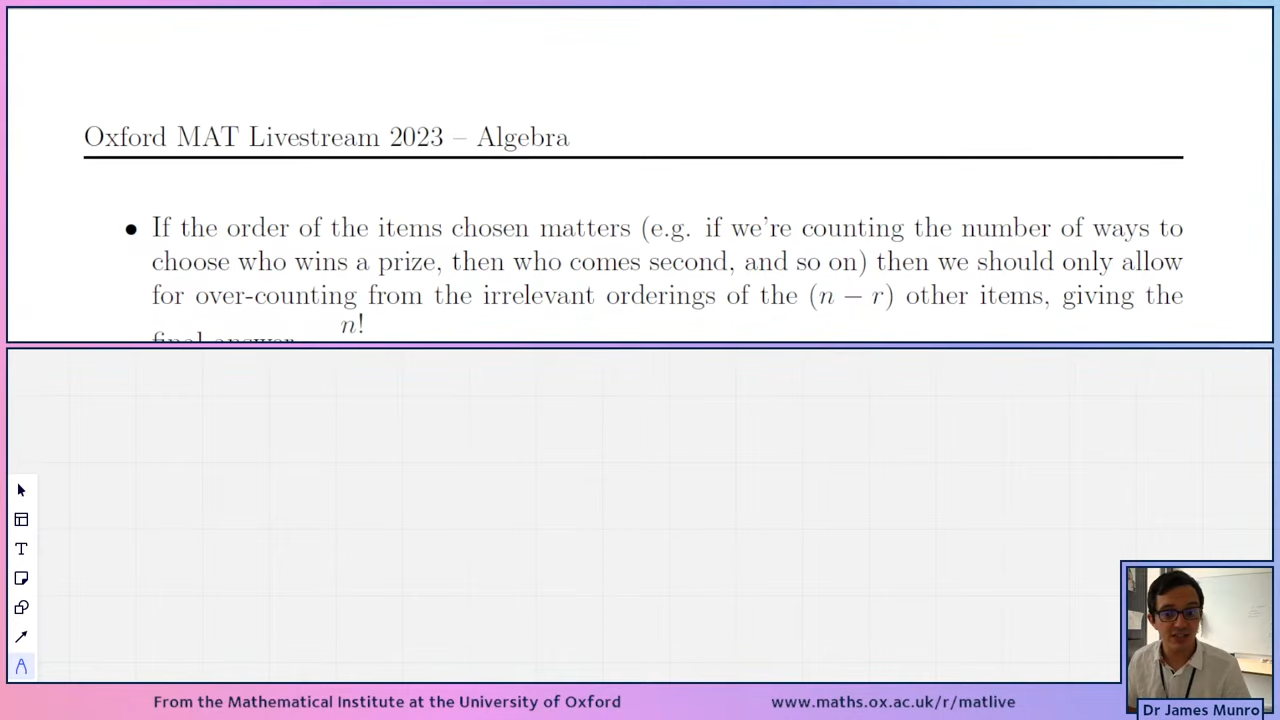 Oxford MAT Livestream 2023 – Algebra
• If the order of the items chosen matters (e.g. if we're counting the number of ways to
choose who wins a prize, then who comes second, and so on) then we should only allow
for over-counting from the irrelevant orderings of the (n − r) other items, giving the
n!
final answer
T
From the Mathematical Institute at the University of Oxford
www.maths.ox.ac.uk/r/matlive
Dr James Munro